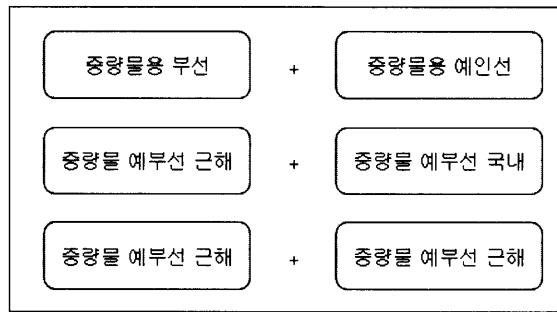 중량물용 부선 + 중량물용 예인선
중량물 예부선 근해 + 중량물 예부선 국내
중량물 예부선 근해 + 중량물 예부선 근해